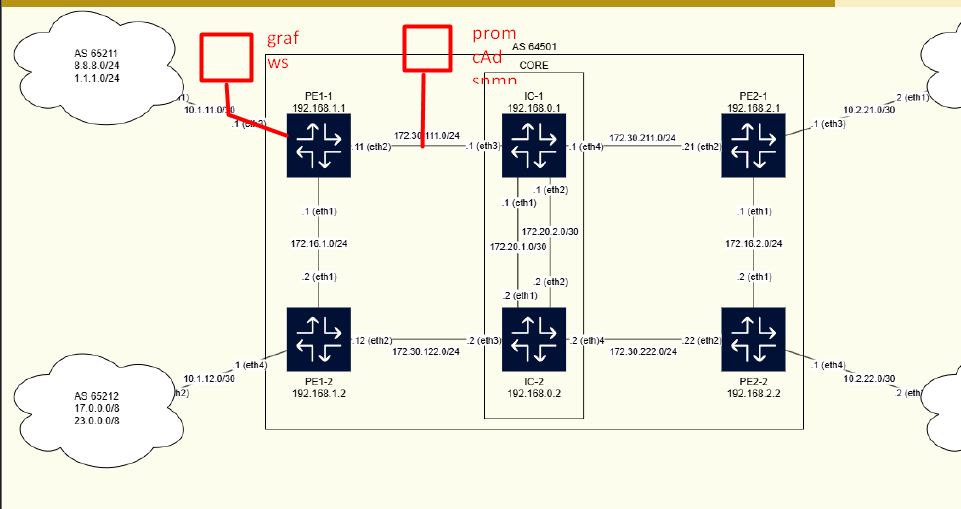 graf
ws
prom
cAd
snmp
AS 64501
CORE
AS 65211
8.8.8.0/24
1.1.1.0/24
10.1.11.0/30
.1 (eth3)
PE1-1
192.168.1.1
.11 (eth2)
172.30.111.0/24
.1 (eth3)
IC-1
192.168.0.1
.1 (eth4)
172.30.211.0/24
.21 (eth2)
PE2-1
192.168.2.1
.1 (eth3)
10.2.21.0/30
.2 (eth1)
.1 (eth1)
172.16.1.0/24
.2 (eth1)
.1 (eth2)
.1 (eth1)
172.20.2.0/30
172.20.1.0/30
.2 (eth2)
.2 (eth1)
.1 (eth1)
172.16.2.0/24
.2 (eth1)
.12 (eth2)
172.30.122.0/24
.2 (eth3)
.2 (eth)4
172.30.222.0/24
.22 (eth2)
.1 (eth4)
10.1.12.0/30
h2)
PE1-2
192.168.1.2
IC-2
192.168.0.2
PE2-2
192.168.2.2
.1 (eth4)
10.2.22.0/30
.2 (eth
AS 65212
17.0.0.0/8
23.0.0.0/8